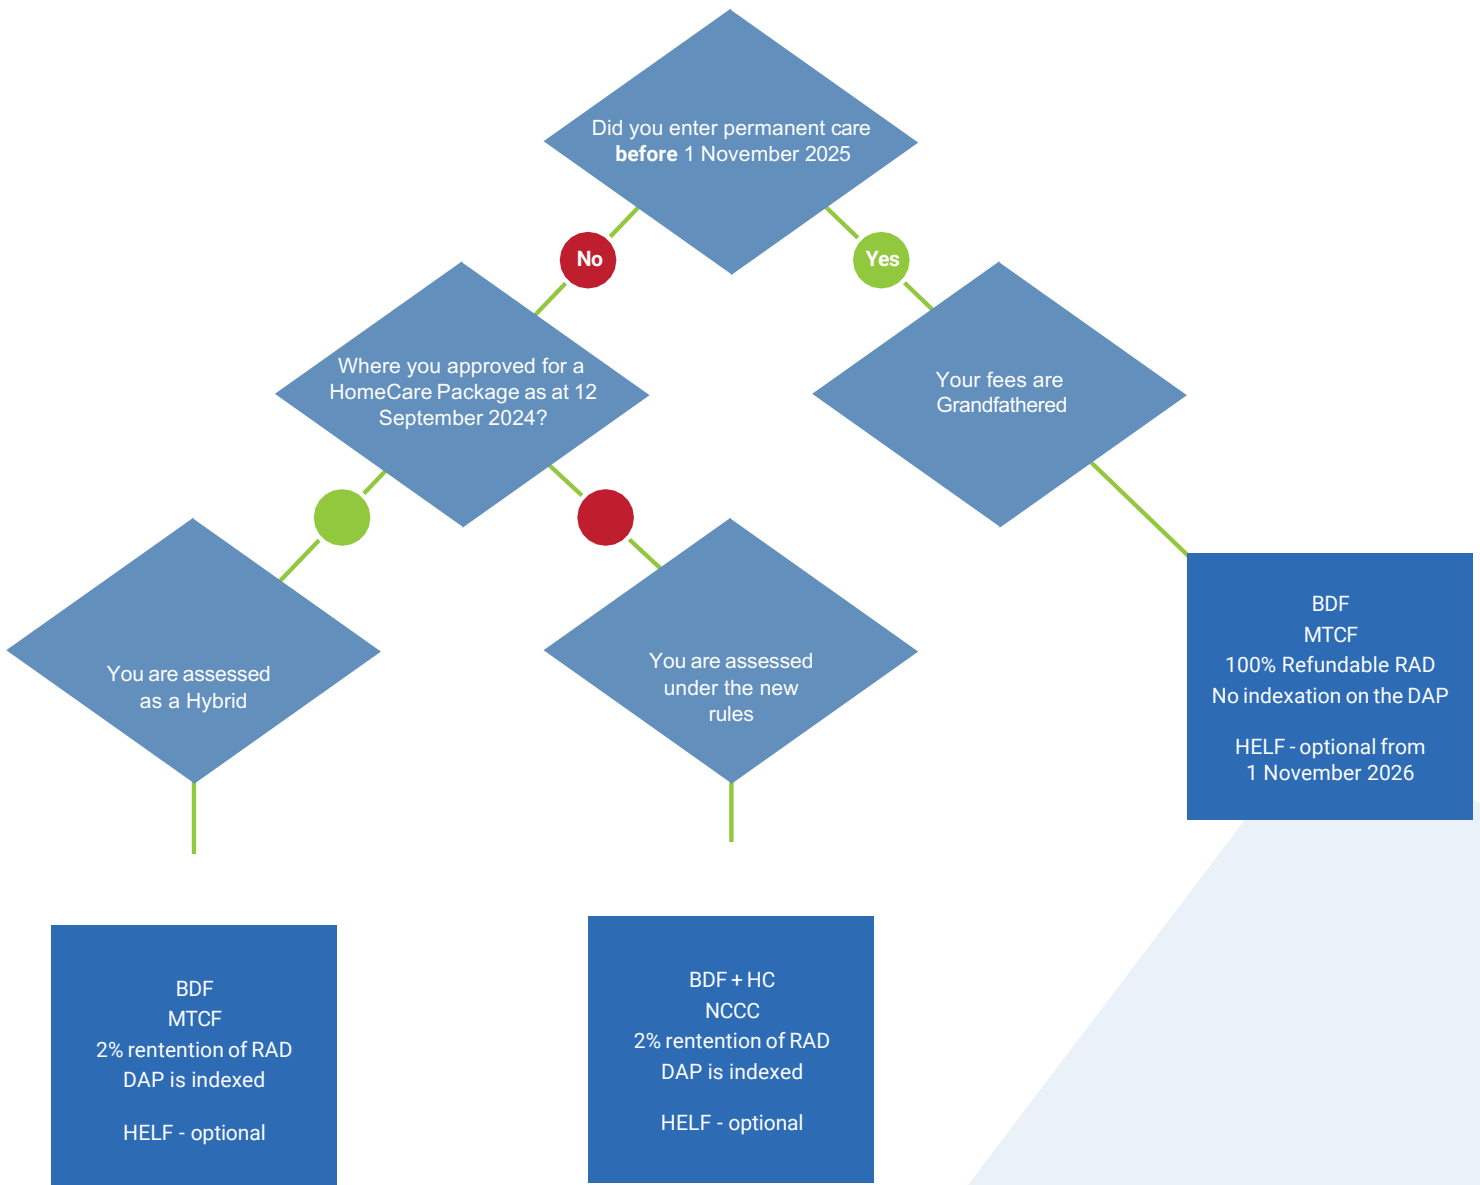 Did you enter permanent care
before 1 November 2025
No
Yes
Where you approved for a
HomeCare Package as at 12
September 2024?
Your fees are
Grandfathered
You are assessed
as a Hybrid
You are assessed
under the new
rules
BDF
MTCF
100% Refundable RAD
No indexation on the DAP
HELF - optional from
1 November 2026
BDF
MTCF
2% rentention of RAD
DAP is indexed
HELF - optional
BDF + HC
NCCC
2% rentention of RAD
DAP is indexed
HELF - optional